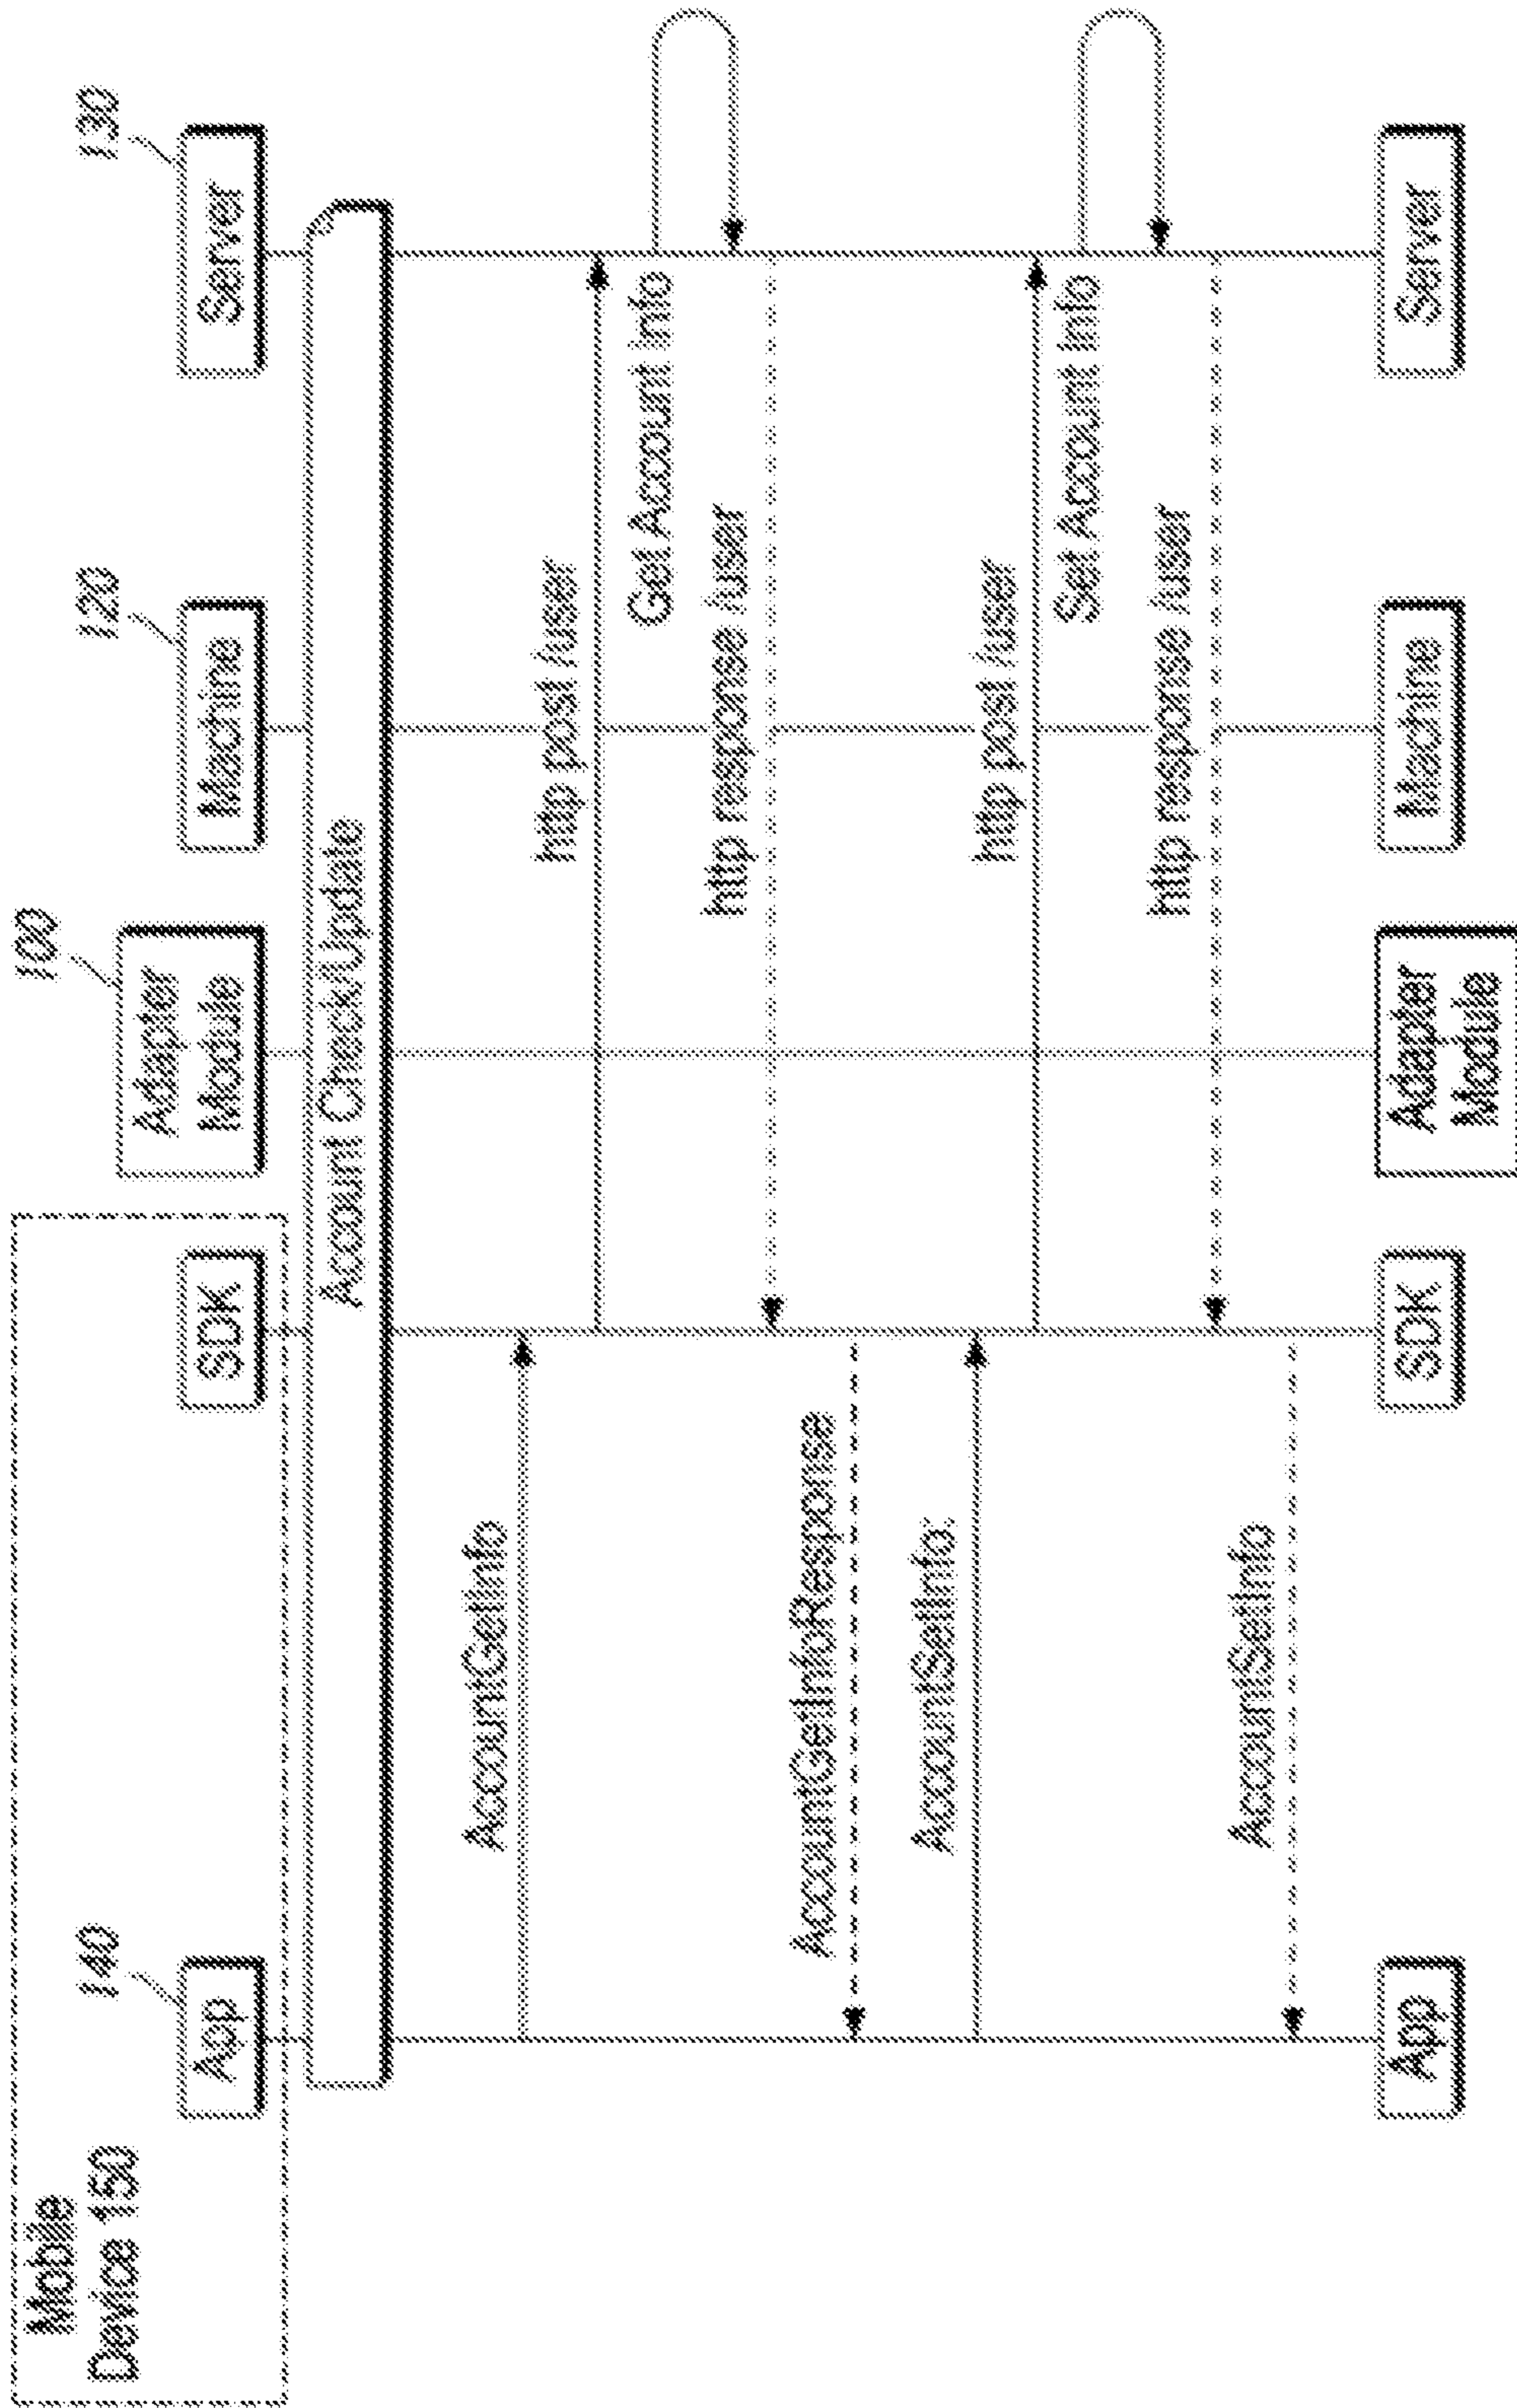 Mobile
Device 150
140
App
SDK
100
Adapter
Module
120
Machine
130
Server
Account Check/Update
AccountGetInfo
http post /user
Get Account Info
http response /user
AccountGetInfoResponse
AccountSetInfo:
http post /user
Set Account Info
http response /user
AccountSetInfo
App
SDK
Adapter
Module
Machine
Server